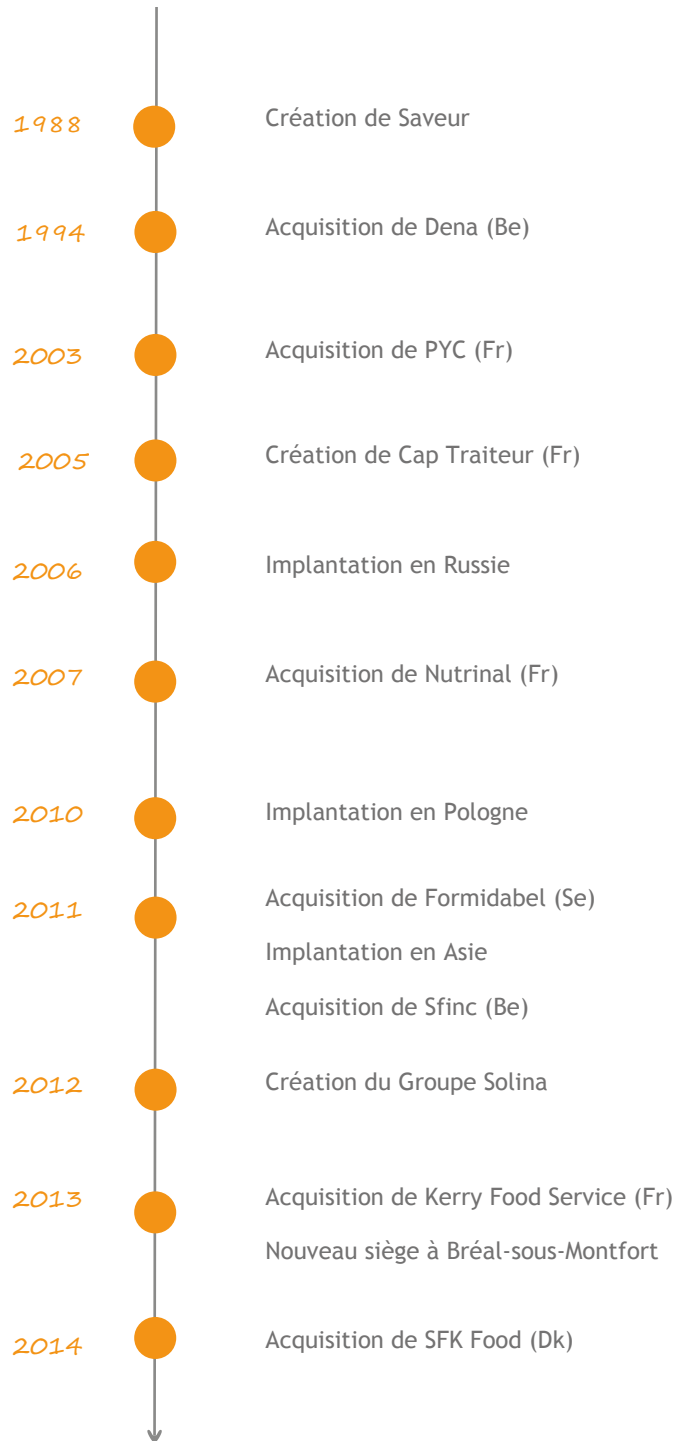 1988 Création de Saveur
1994 Acquisition de Dena (Be)
2003 Acquisition de PYC (Fr)
2005 Création de Cap Traiteur (Fr)
2006 Implantation en Russie
2007 Acquisition de Nutrinal (Fr)
2010 Implantation en Pologne
2011 Acquisition de Formidabel (Se)
Implantation en Asie
Acquisition de Sfinc (Be)
2012 Création du Groupe Solina
2013 Acquisition de Kerry Food Service (Fr)
Nouveau siège à Bréal-sous-Montfort
2014 Acquisition de SFK Food (Dk)